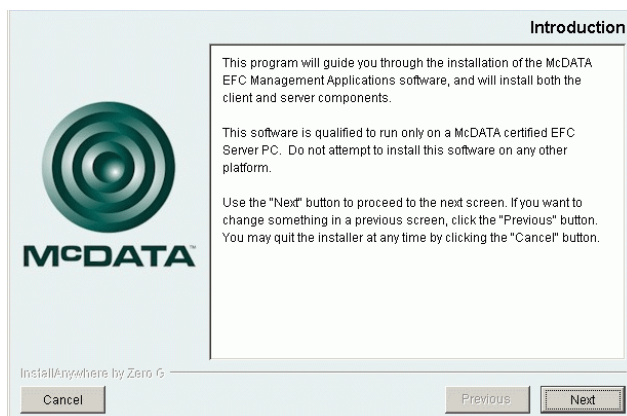 Introduction
This program will guide you through the installation of the McDATA
EFC Management Applications software, and will install both the
client and server components.
This software is qualified to run only on a McDATA certified EFC
Server PC. Do not attempt to install this software on any other
platform.
Use the "Next" button to proceed to the next screen. If you want to
change something in a previous screen, click the "Previous" button.
You may quit the installer at any time by clicking the "Cancel" button.
McDATA™
InstallAnywhere by Zero G
Cancel
Previous
Next